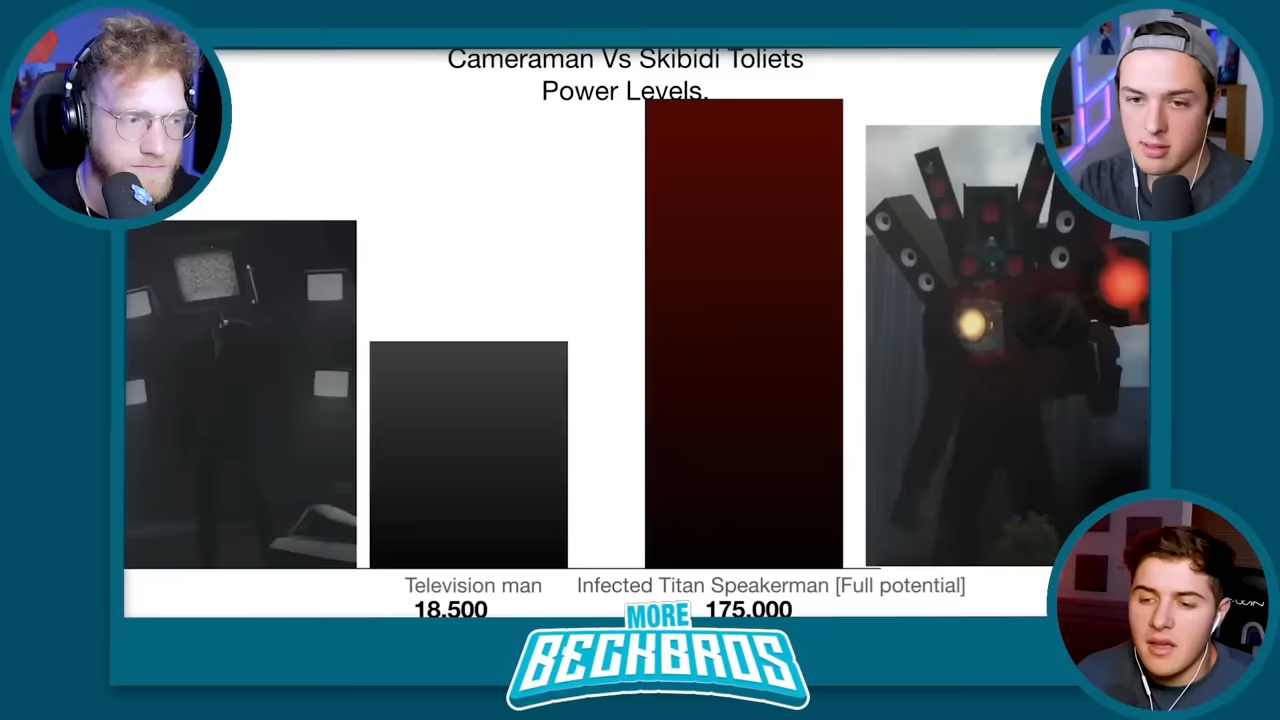 Cameraman Vs Skibidi Toliets
Power Levels.
Television man
Infected Titan Speakerman [Full potential]
18,500
175,000
MORE
BECKBROS